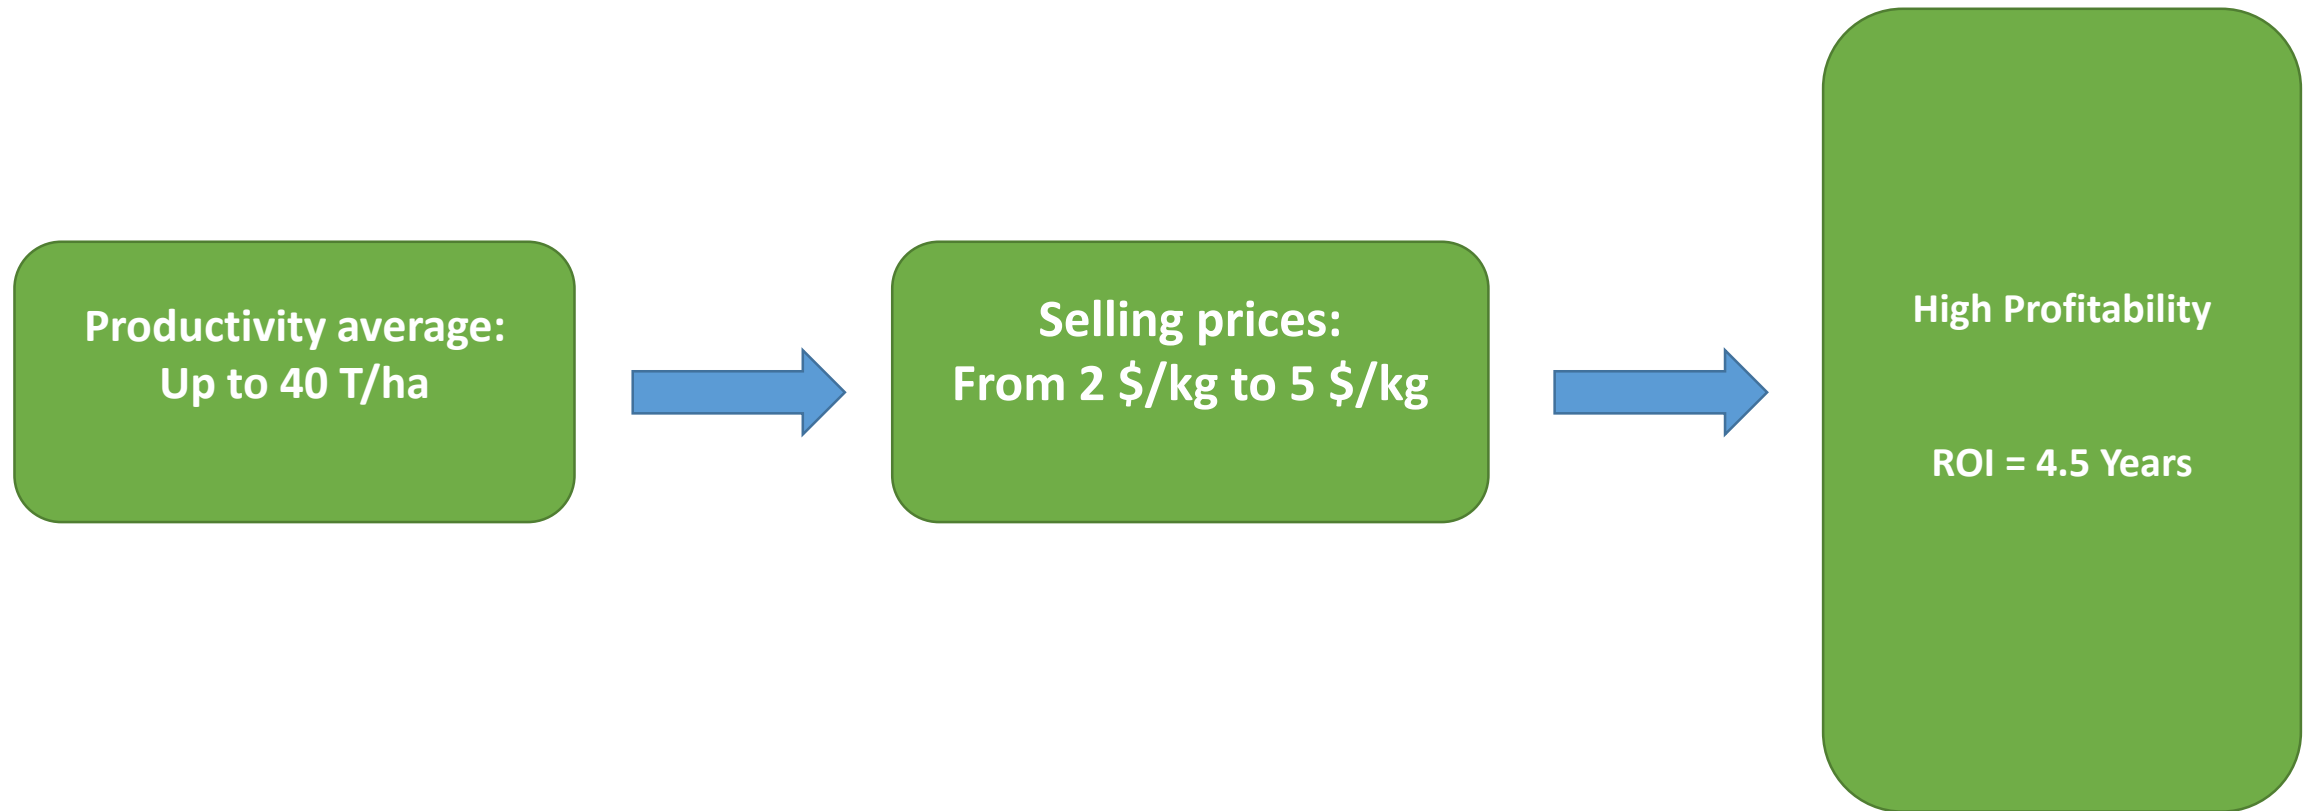 Productivity average:
Up to 40 T/ha
Selling prices:
From 2 $/kg to 5 $/kg
High Profitability
ROI = 4.5 Years